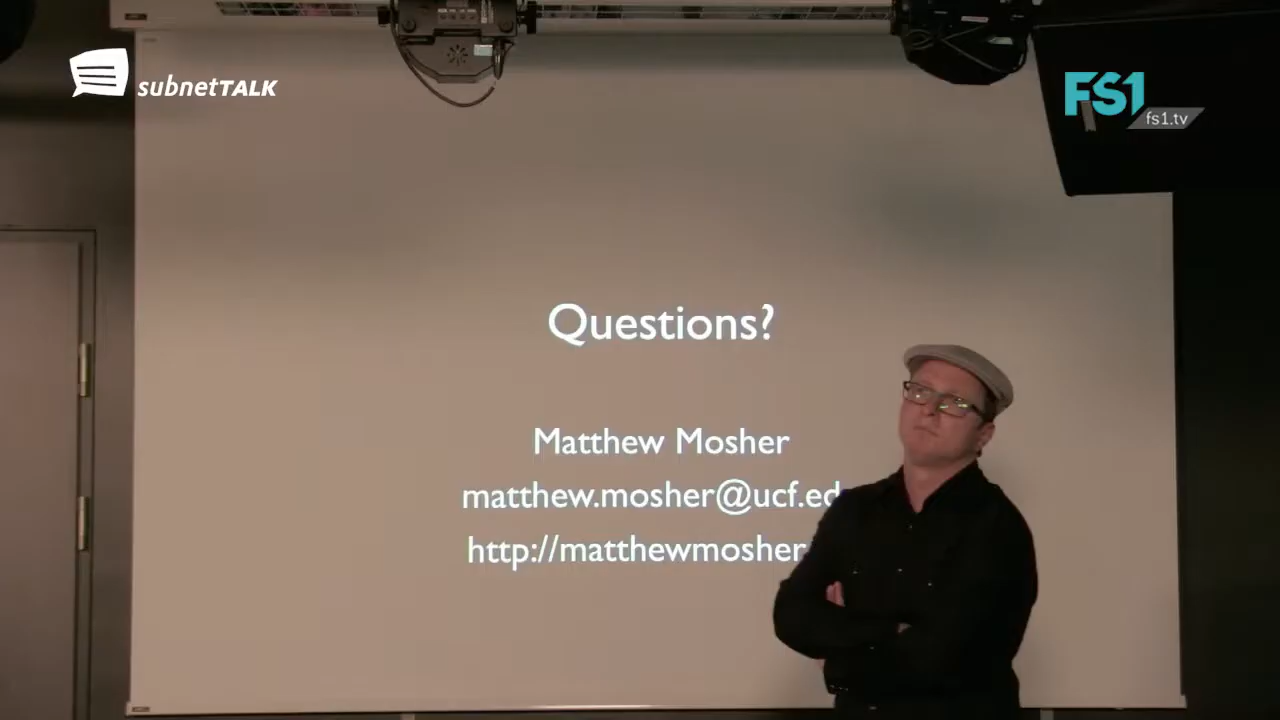 subnetTALK
FS1
fs1.tv
Questions?
Matthew Mosher
matthew.mosher@ucf.ed
http://matthewmosher